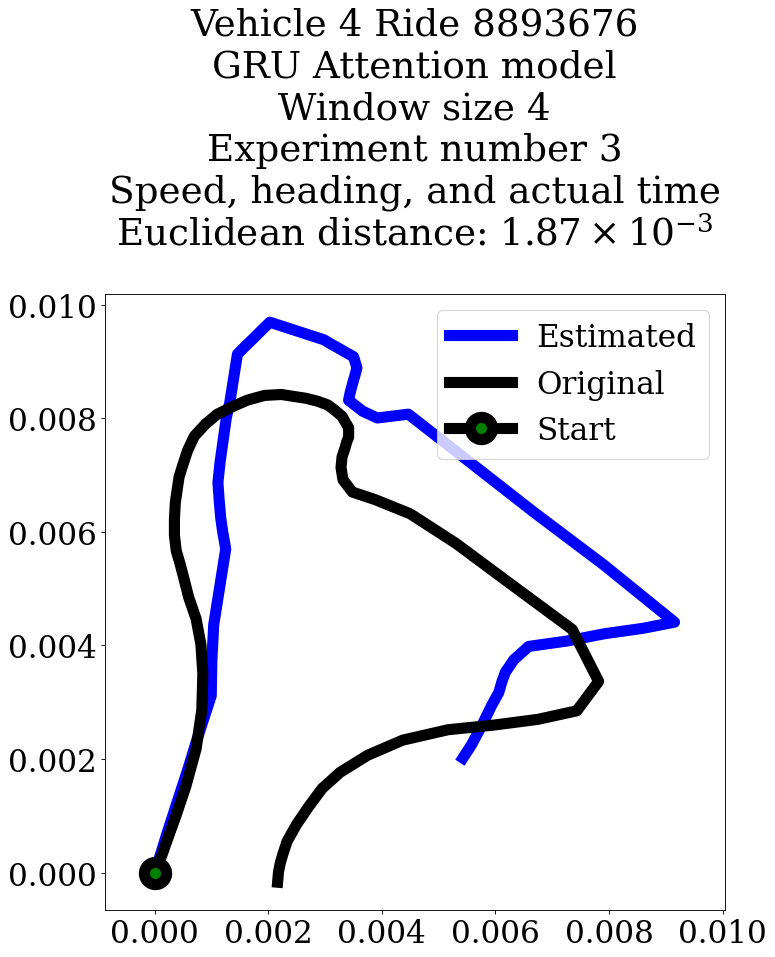 Vehicle 4 Ride 8893676
GRU Attention model
Window size 4
Experiment number 3
Speed, heading, and actual time
Euclidean distance: 1.87 × 10⁻³
0.010
0.008
0.006
0.004
0.002
0.000
Estimated
Original
Start
0.000 0.002 0.004 0.006 0.008 0.010